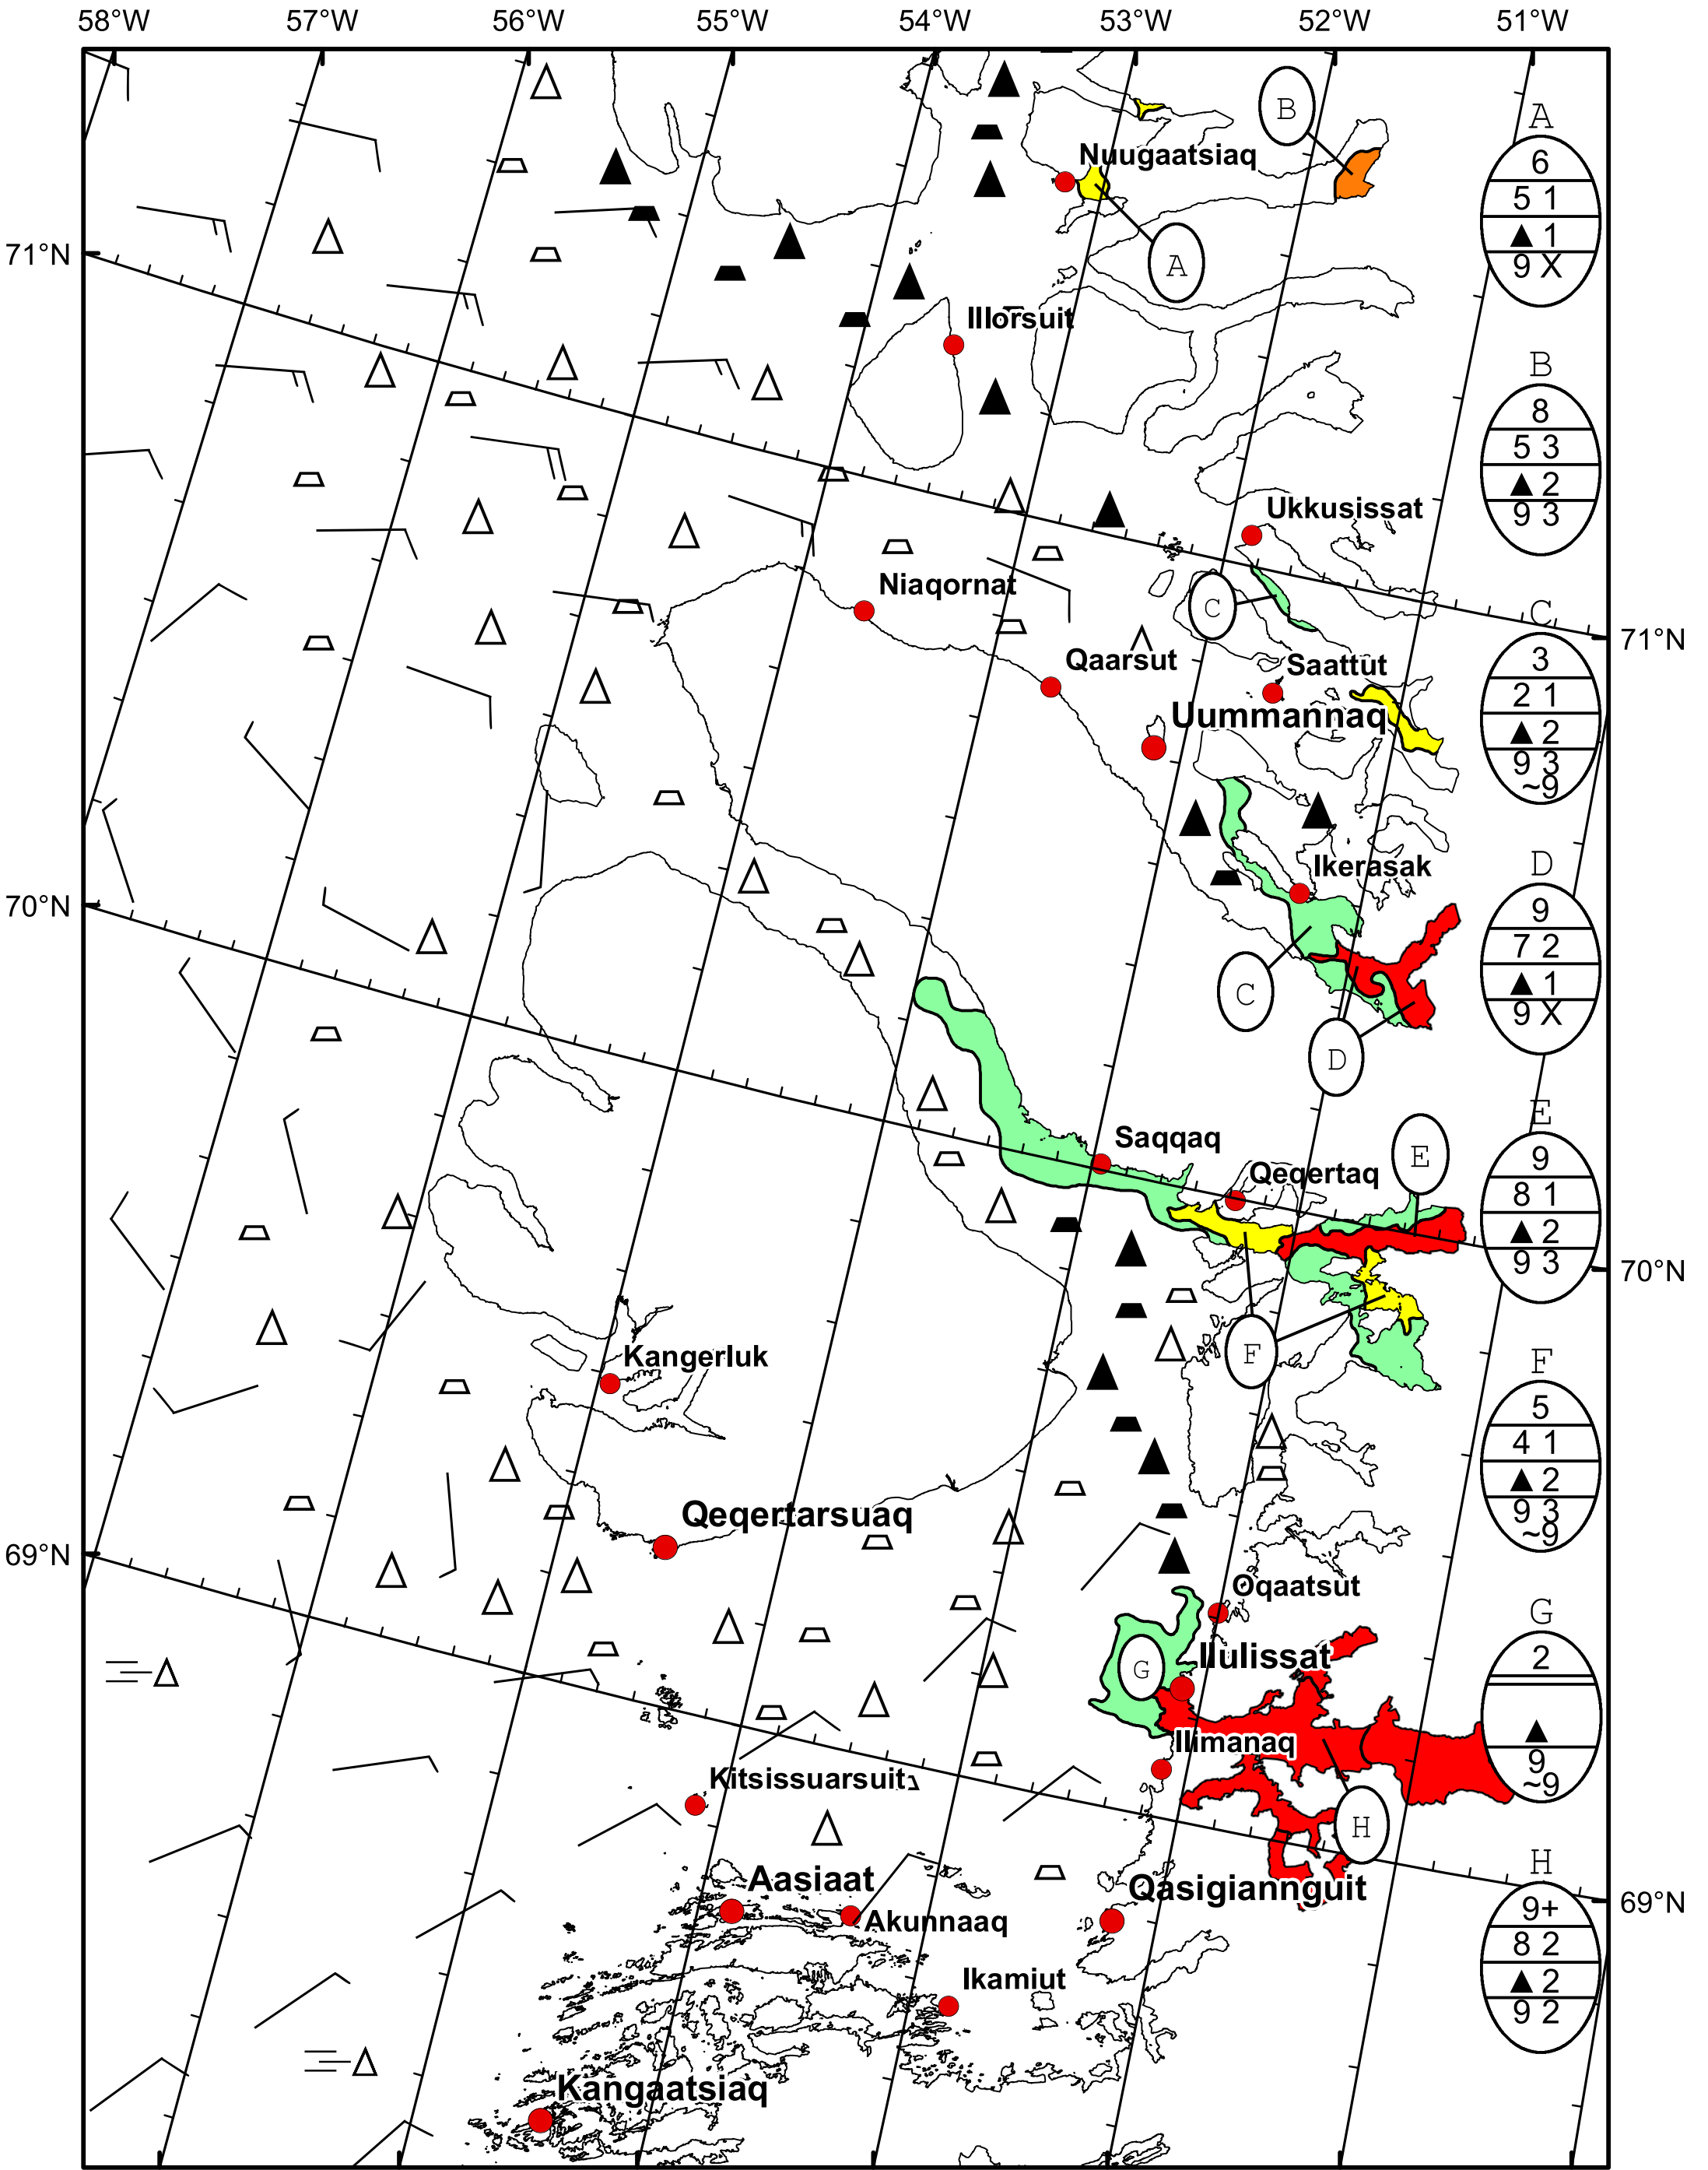 58°W 57°W 56°W 55°W 54°W 53°W 52°W 51°W
B
A
Nuugaatsiaq
6
5 1
▲ 1
9 X
A
71°N
Illorsuit
B
8
5 3
▲ 2
9 3
Ukkusissat
Niaqornat
C
C
71°N
Qaarsut
Saattut
3
2 1
▲ 2
9 3
~9
Uummannaq
Ikerasak
D
9
7 2
▲ 1
9 X
70°N
C
D
E
Saqqaq
E
Qeqertaq
9
8 1
▲ 2
9 3
70°N
F
Kangerluk
F
5
4 1
▲ 2
9 3
~9
Qeqertarsuaq
69°N
Oqaatsut
G
G
Ilulissat
2
▲
9
~9
Ilimanaq
Kitsissuarsuit
H
H
Aasiaat
Qasigiannguit
69°N
Akunnaaq
9+
8 2
▲ 2
9 2
Ikamiut
Kangaatsiaq